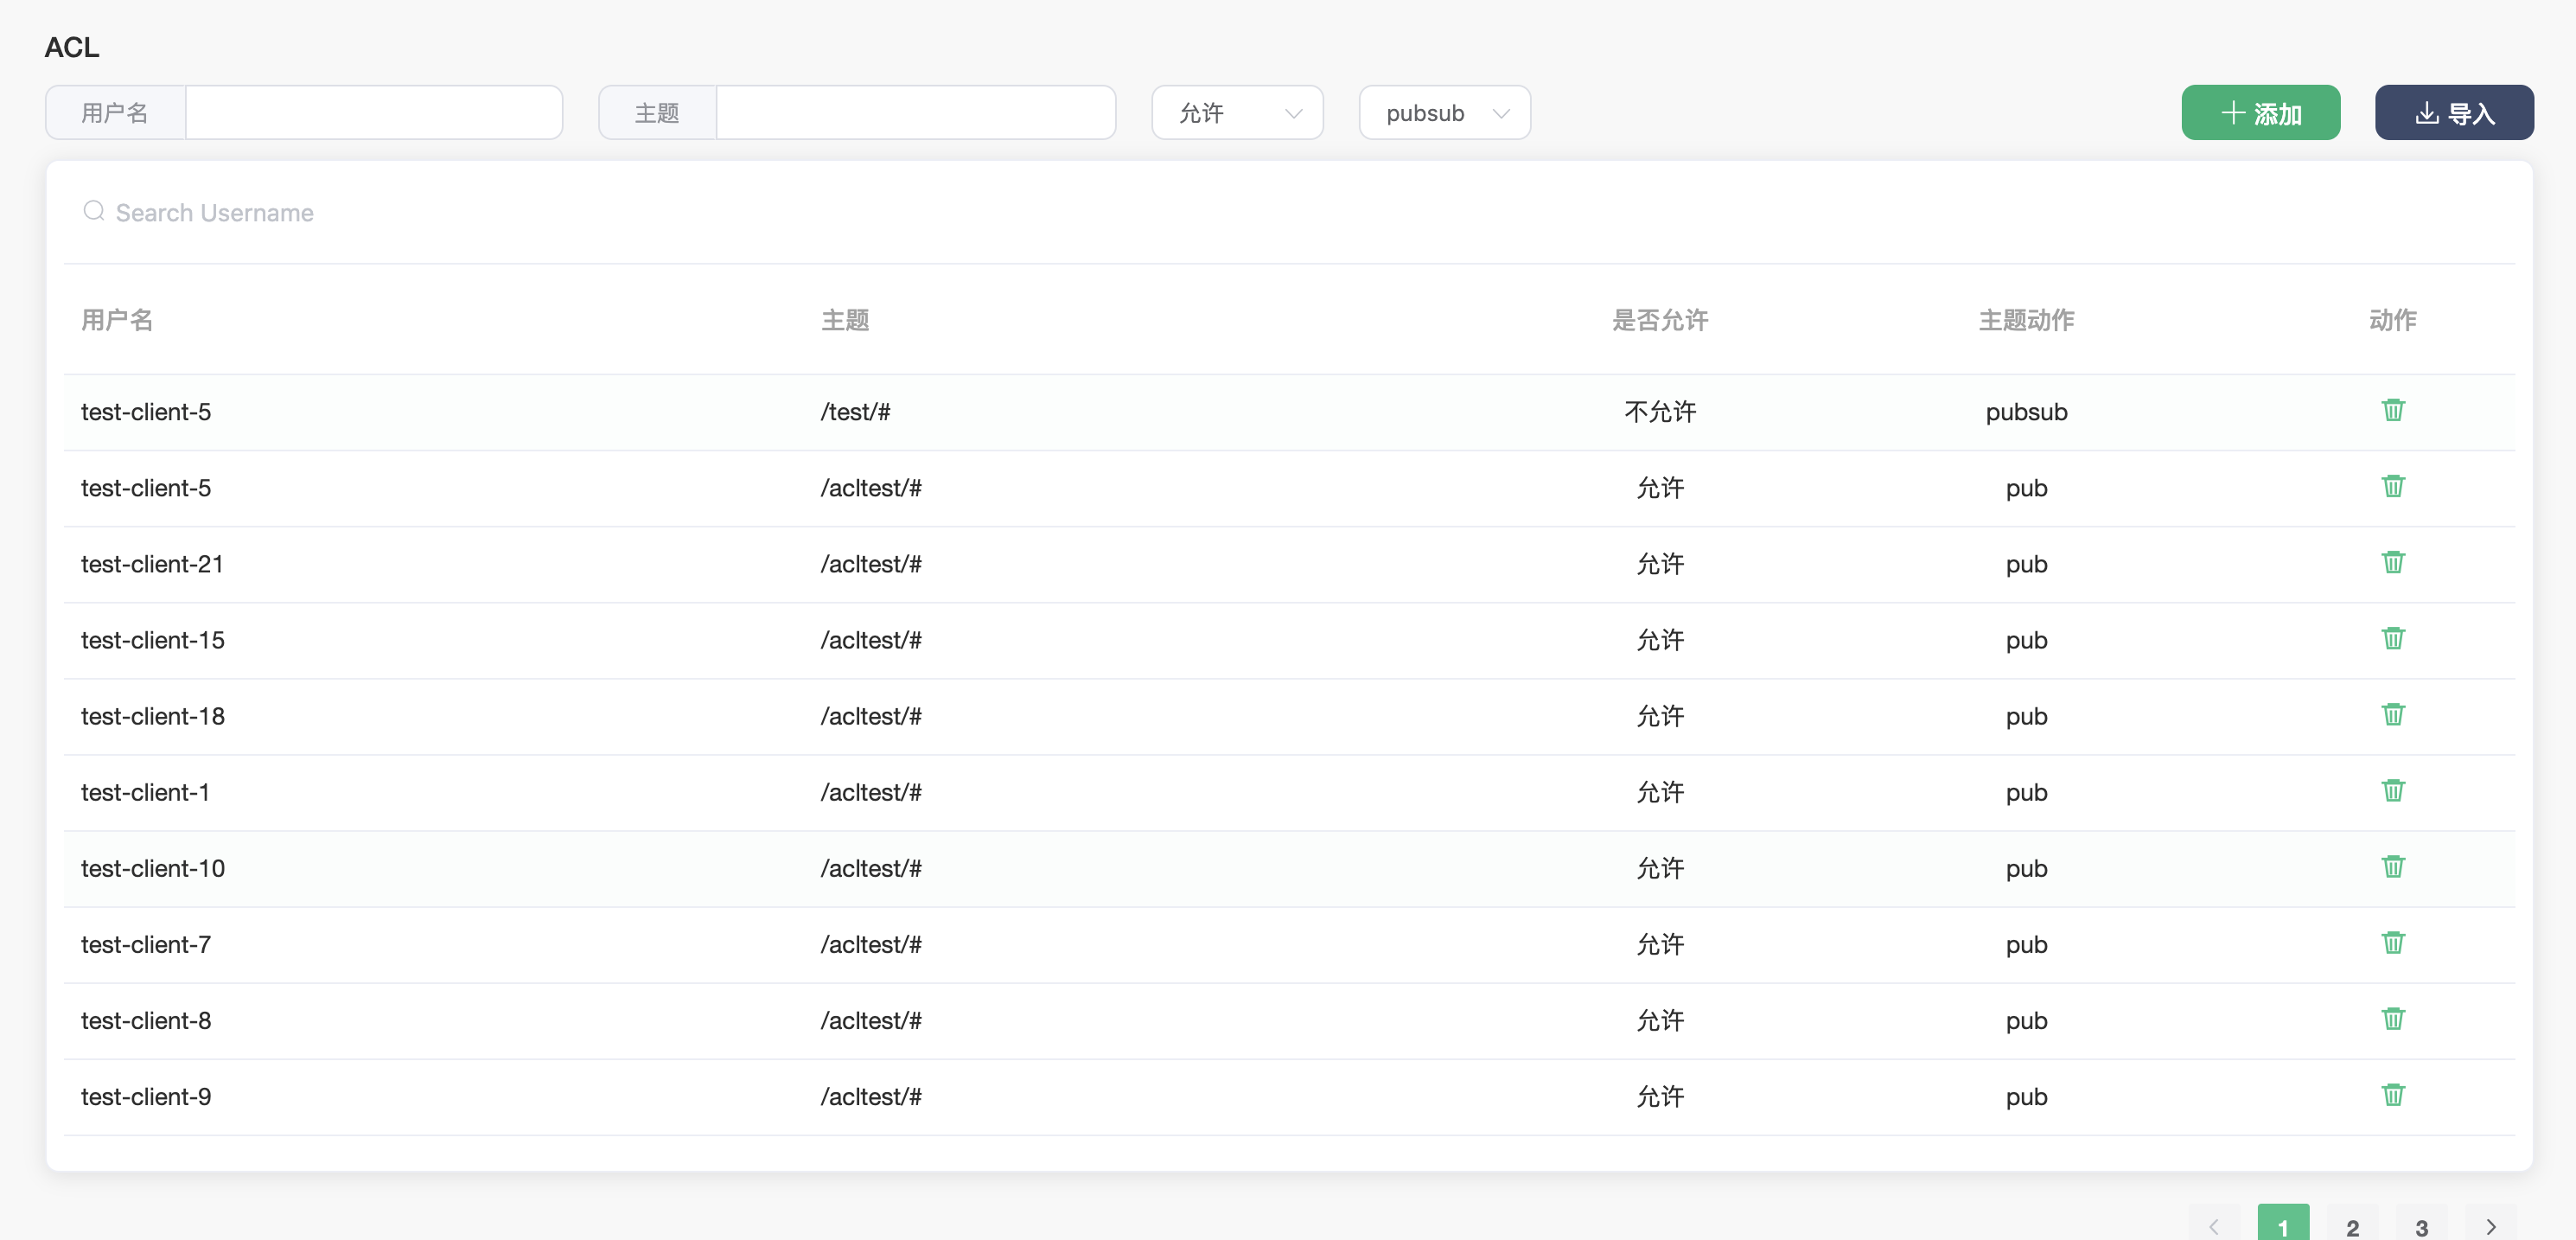 ACL
用户名 主题 允许 pubsub 添加 导入
Search Username
用户名 主题 是否允许 主题动作 动作
test-client-5 /test/# 不允许 pubsub
test-client-5 /acltest/# 允许 pub
test-client-21 /acltest/# 允许 pub
test-client-15 /acltest/# 允许 pub
test-client-18 /acltest/# 允许 pub
test-client-1 /acltest/# 允许 pub
test-client-10 /acltest/# 允许 pub
test-client-7 /acltest/# 允许 pub
test-client-8 /acltest/# 允许 pub
test-client-9 /acltest/# 允许 pub
1 2 3